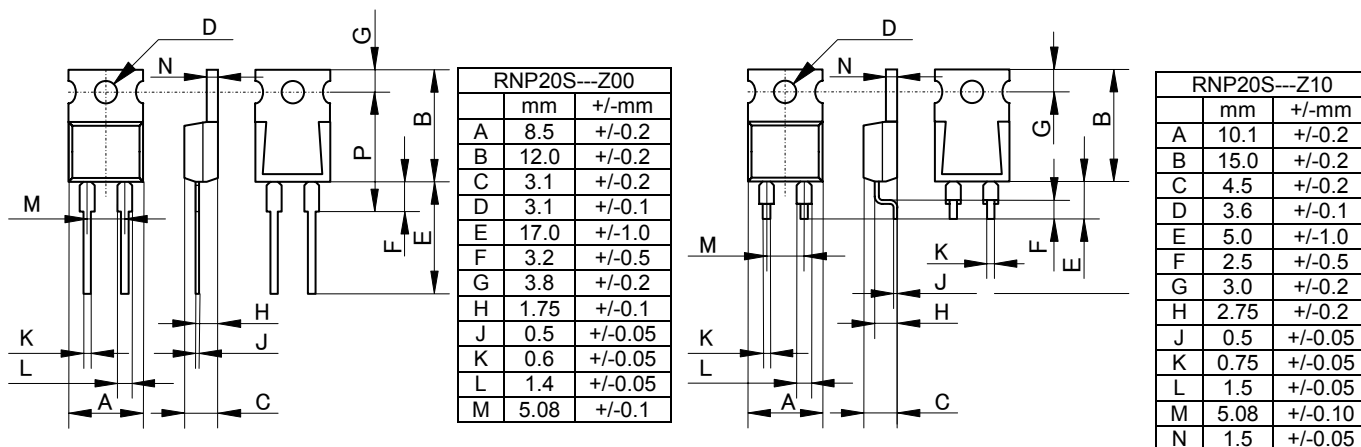 D
G
N
B
P
M
F
E
H
K
J
L
A
C
RNP20S---Z00
mm +/-mm
A 8.5 +/-0.2
B 12.0 +/-0.2
C 3.1 +/-0.2
D 3.1 +/-0.1
E 17.0 +/-1.0
F 3.2 +/-0.5
G 3.8 +/-0.2
H 1.75 +/-0.1
J 0.5 +/-0.05
K 0.6 +/-0.05
L 1.4 +/-0.05
M 5.08 +/-0.1
D
N
G
B
M
K
F
E
J
H
K
L
A
C
RNP20S---Z10
mm +/-mm
A 10.1 +/-0.2
B 15.0 +/-0.2
C 4.5 +/-0.2
D 3.6 +/-0.1
E 5.0 +/-1.0
F 2.5 +/-0.5
G 3.0 +/-0.2
H 2.75 +/-0.2
J 0.5 +/-0.05
K 0.75 +/-0.05
L 1.5 +/-0.05
M 5.08 +/-0.10
N 1.5 +/-0.05